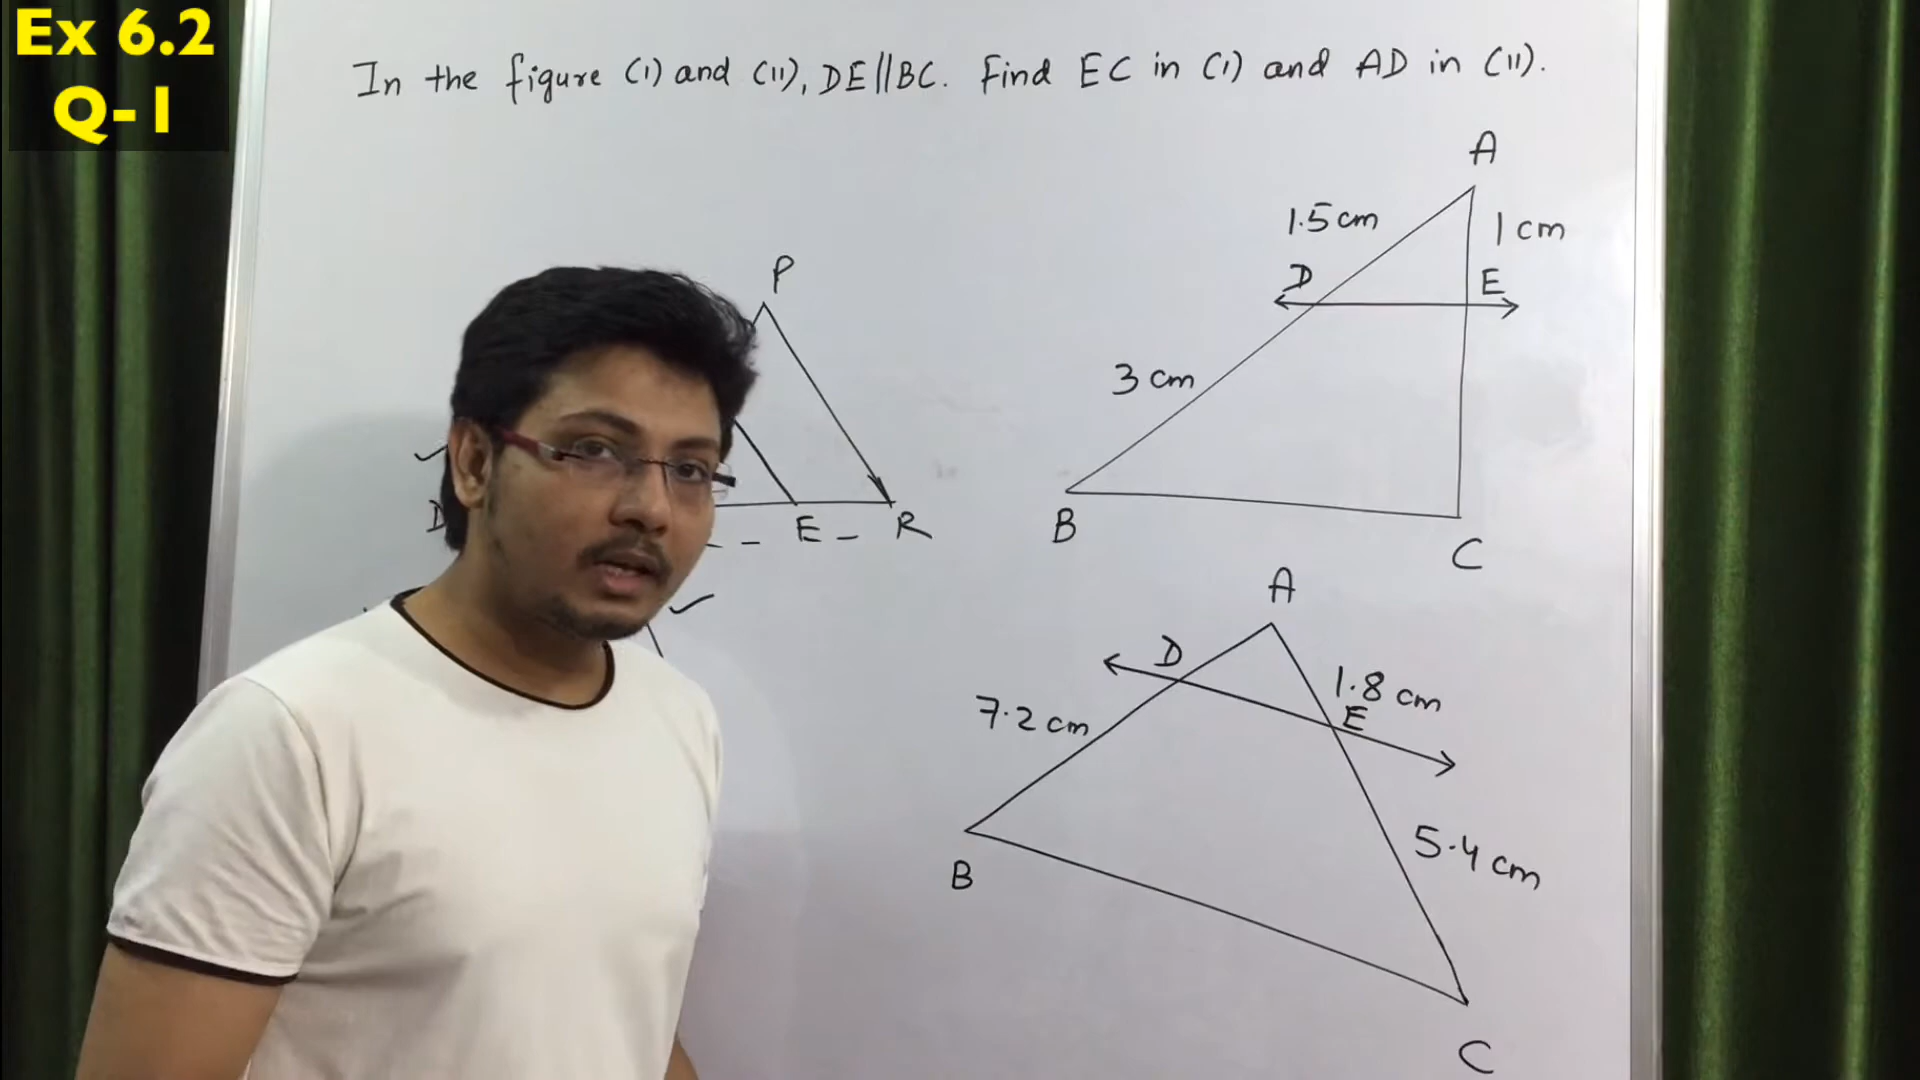 Ex 6.2
Q-1
In the figure (I) and (II), DE||BC. Find EC in (I) and AD in (II).
A
1.5 cm
1 cm
D
E
P
3 cm
D
E
R
B
C
A
D
1.8 cm
E
7.2 cm
5.4 cm
B
C